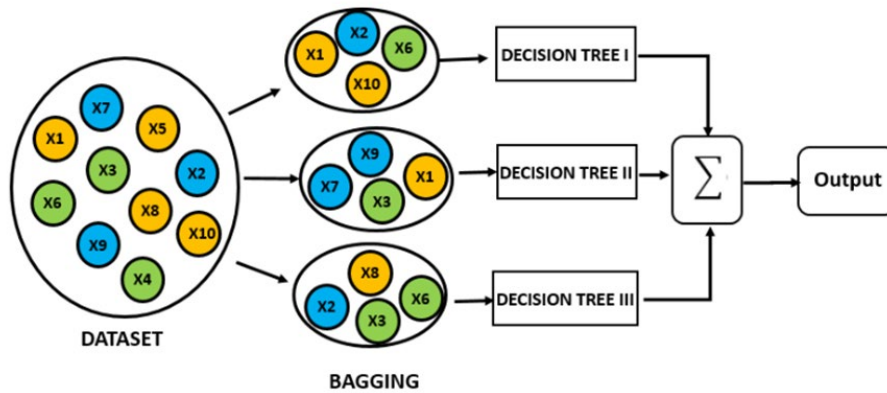 X7
X1
X5
X3
X2
X6
X8
X10
X9
X4
DATASET
X2
X1
X6
X10
X9
X7
X1
X3
X8
X2
X6
X3
BAGGING
DECISION TREE I
DECISION TREE II
DECISION TREE III
∑
Output